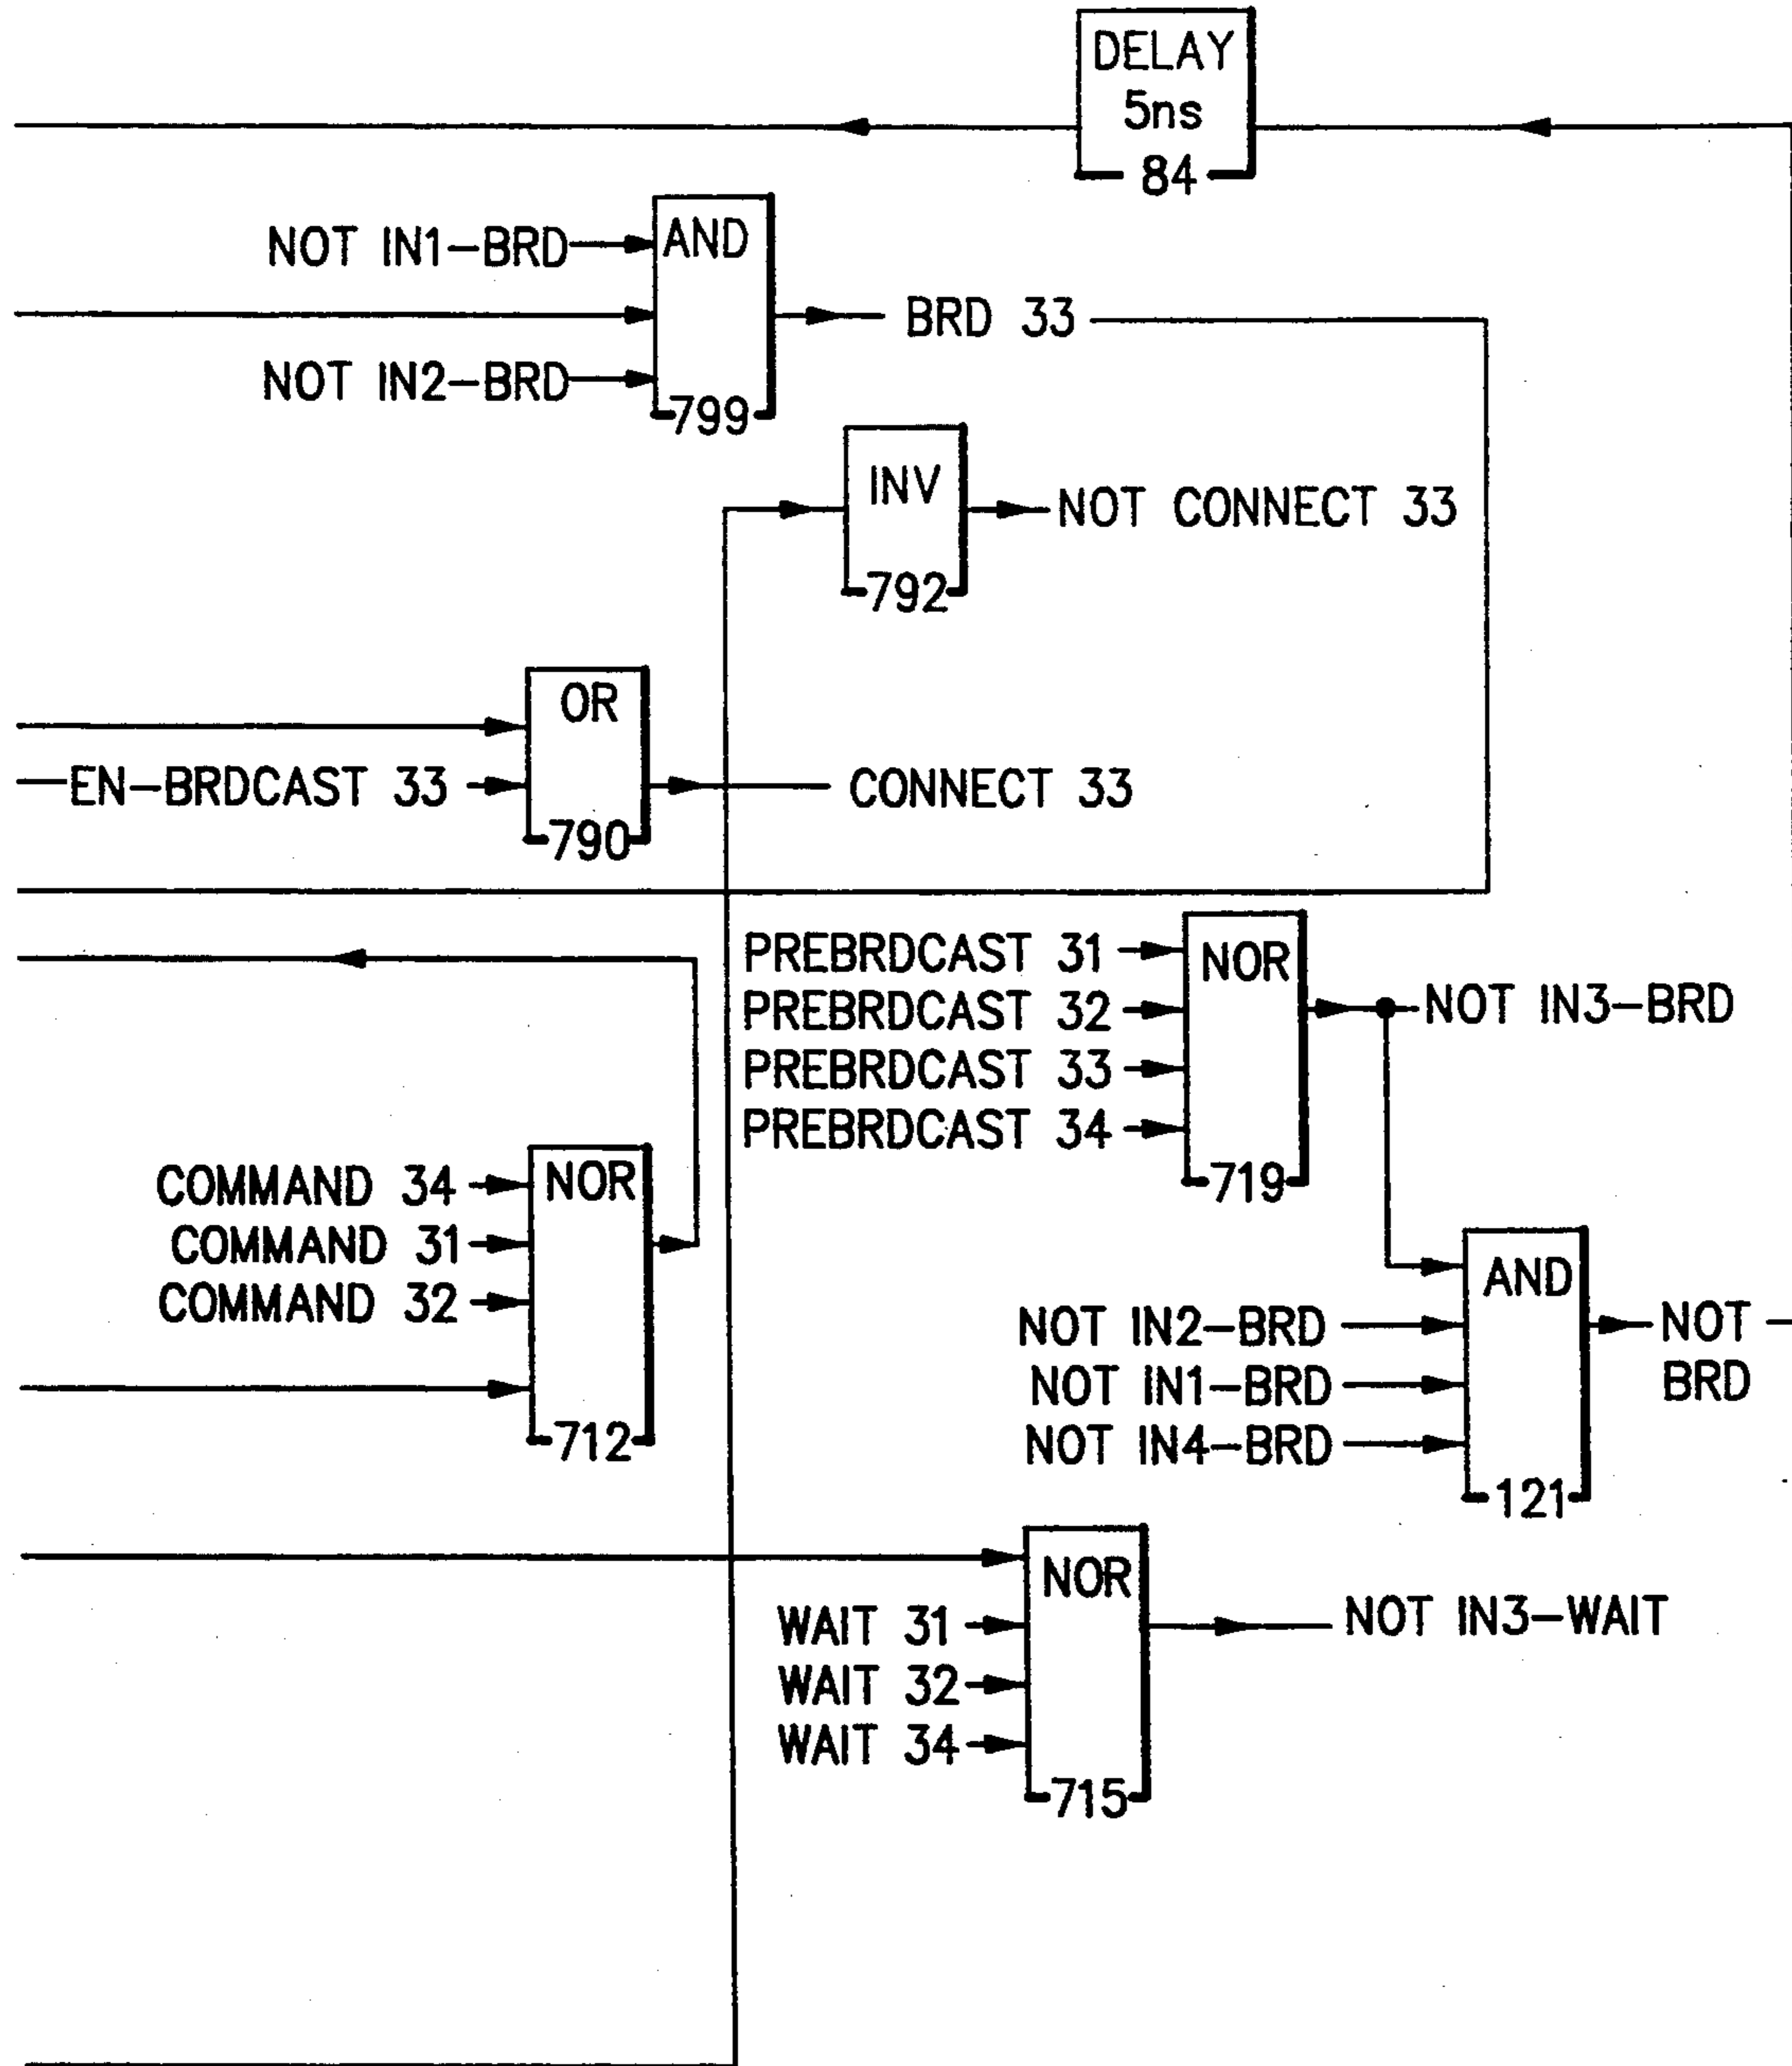 DELAY
5ns
84
NOT IN1-BRD
AND
BRD 33
NOT IN2-BRD
799
INV
NOT CONNECT 33
792
OR
EN-BRDCAST 33
CONNECT 33
790
PREBRDCAST 31
NOR
PREBRDCAST 32
NOT IN3-BRD
PREBRDCAST 33
PREBRDCAST 34
719
COMMAND 34
NOR
COMMAND 31
COMMAND 32
712
AND
NOT IN2-BRD
NOT
BRD
NOT IN1-BRD
NOT IN4-BRD
121
NOR
WAIT 31
NOT IN3-WAIT
WAIT 32
WAIT 34
715